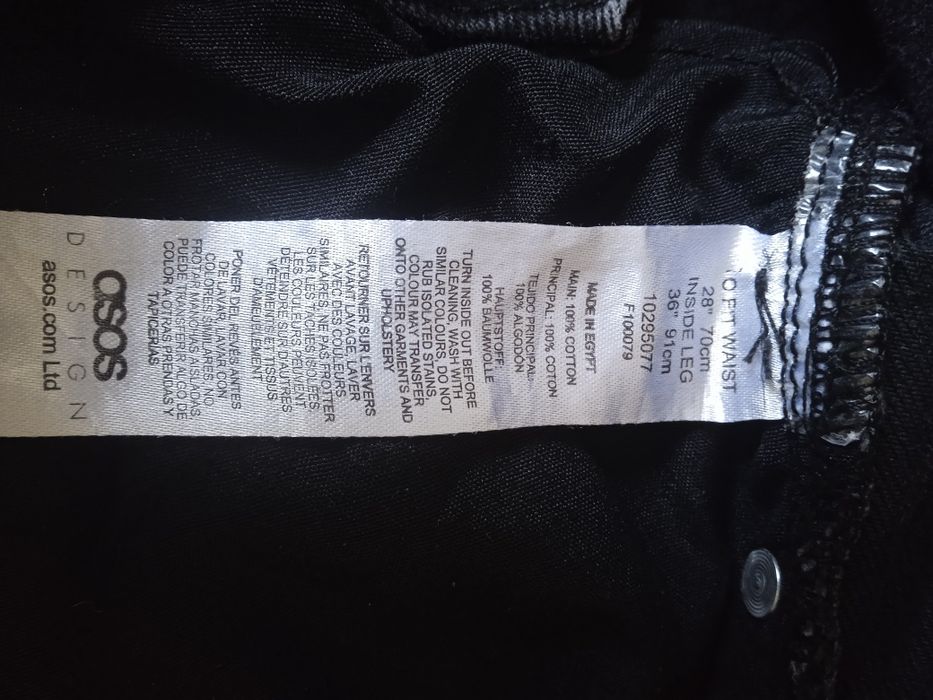 TO FIT WAIST
28" 70cm
INSIDE LEG
36" 91cm
10295077
F100079
MADE IN EGYPT
MAIN: 100% COTTON
PRINCIPAL: 100% COTTON
TEJIDO PRINCIPAL:
100% ALGODÓN
HAUPTSTOFF:
100% BAUMWOLLE
TURN INSIDE OUT BEFORE
CLEANING. WASH WITH
SIMILAR COLOURS, DO NOT
RUB ISOLATED STAINS.
COLOUR MAY TRANSFER
ONTO OTHER GARMENTS AND
UPHOLSTERY
RETOURNER SUR L'ENVERS
AVANT LAVAGE. LAVER
AVEC DES COULEURS
SIMILAIRES, NE PAS FROTTER
SUR LES TÂCHES ISOLÉES.
LES COULEURS PEUVENT
DÉTEINDRE SUR D'AUTRES
VÊTEMENTS ET TISSUS
D'AMEUBLEMENT
PONER DEL REVÉS ANTES
DE LAVAR. LAVAR CON
COLORES SIMILARES. NO
FROTAR MANCHAS AISLADAS.
PUEDE TRANSFERIR ALGO DE
COLOR A OTRAS PRENDAS Y
TAPICERÍAS
asos
DESIGN
asos.com Ltd